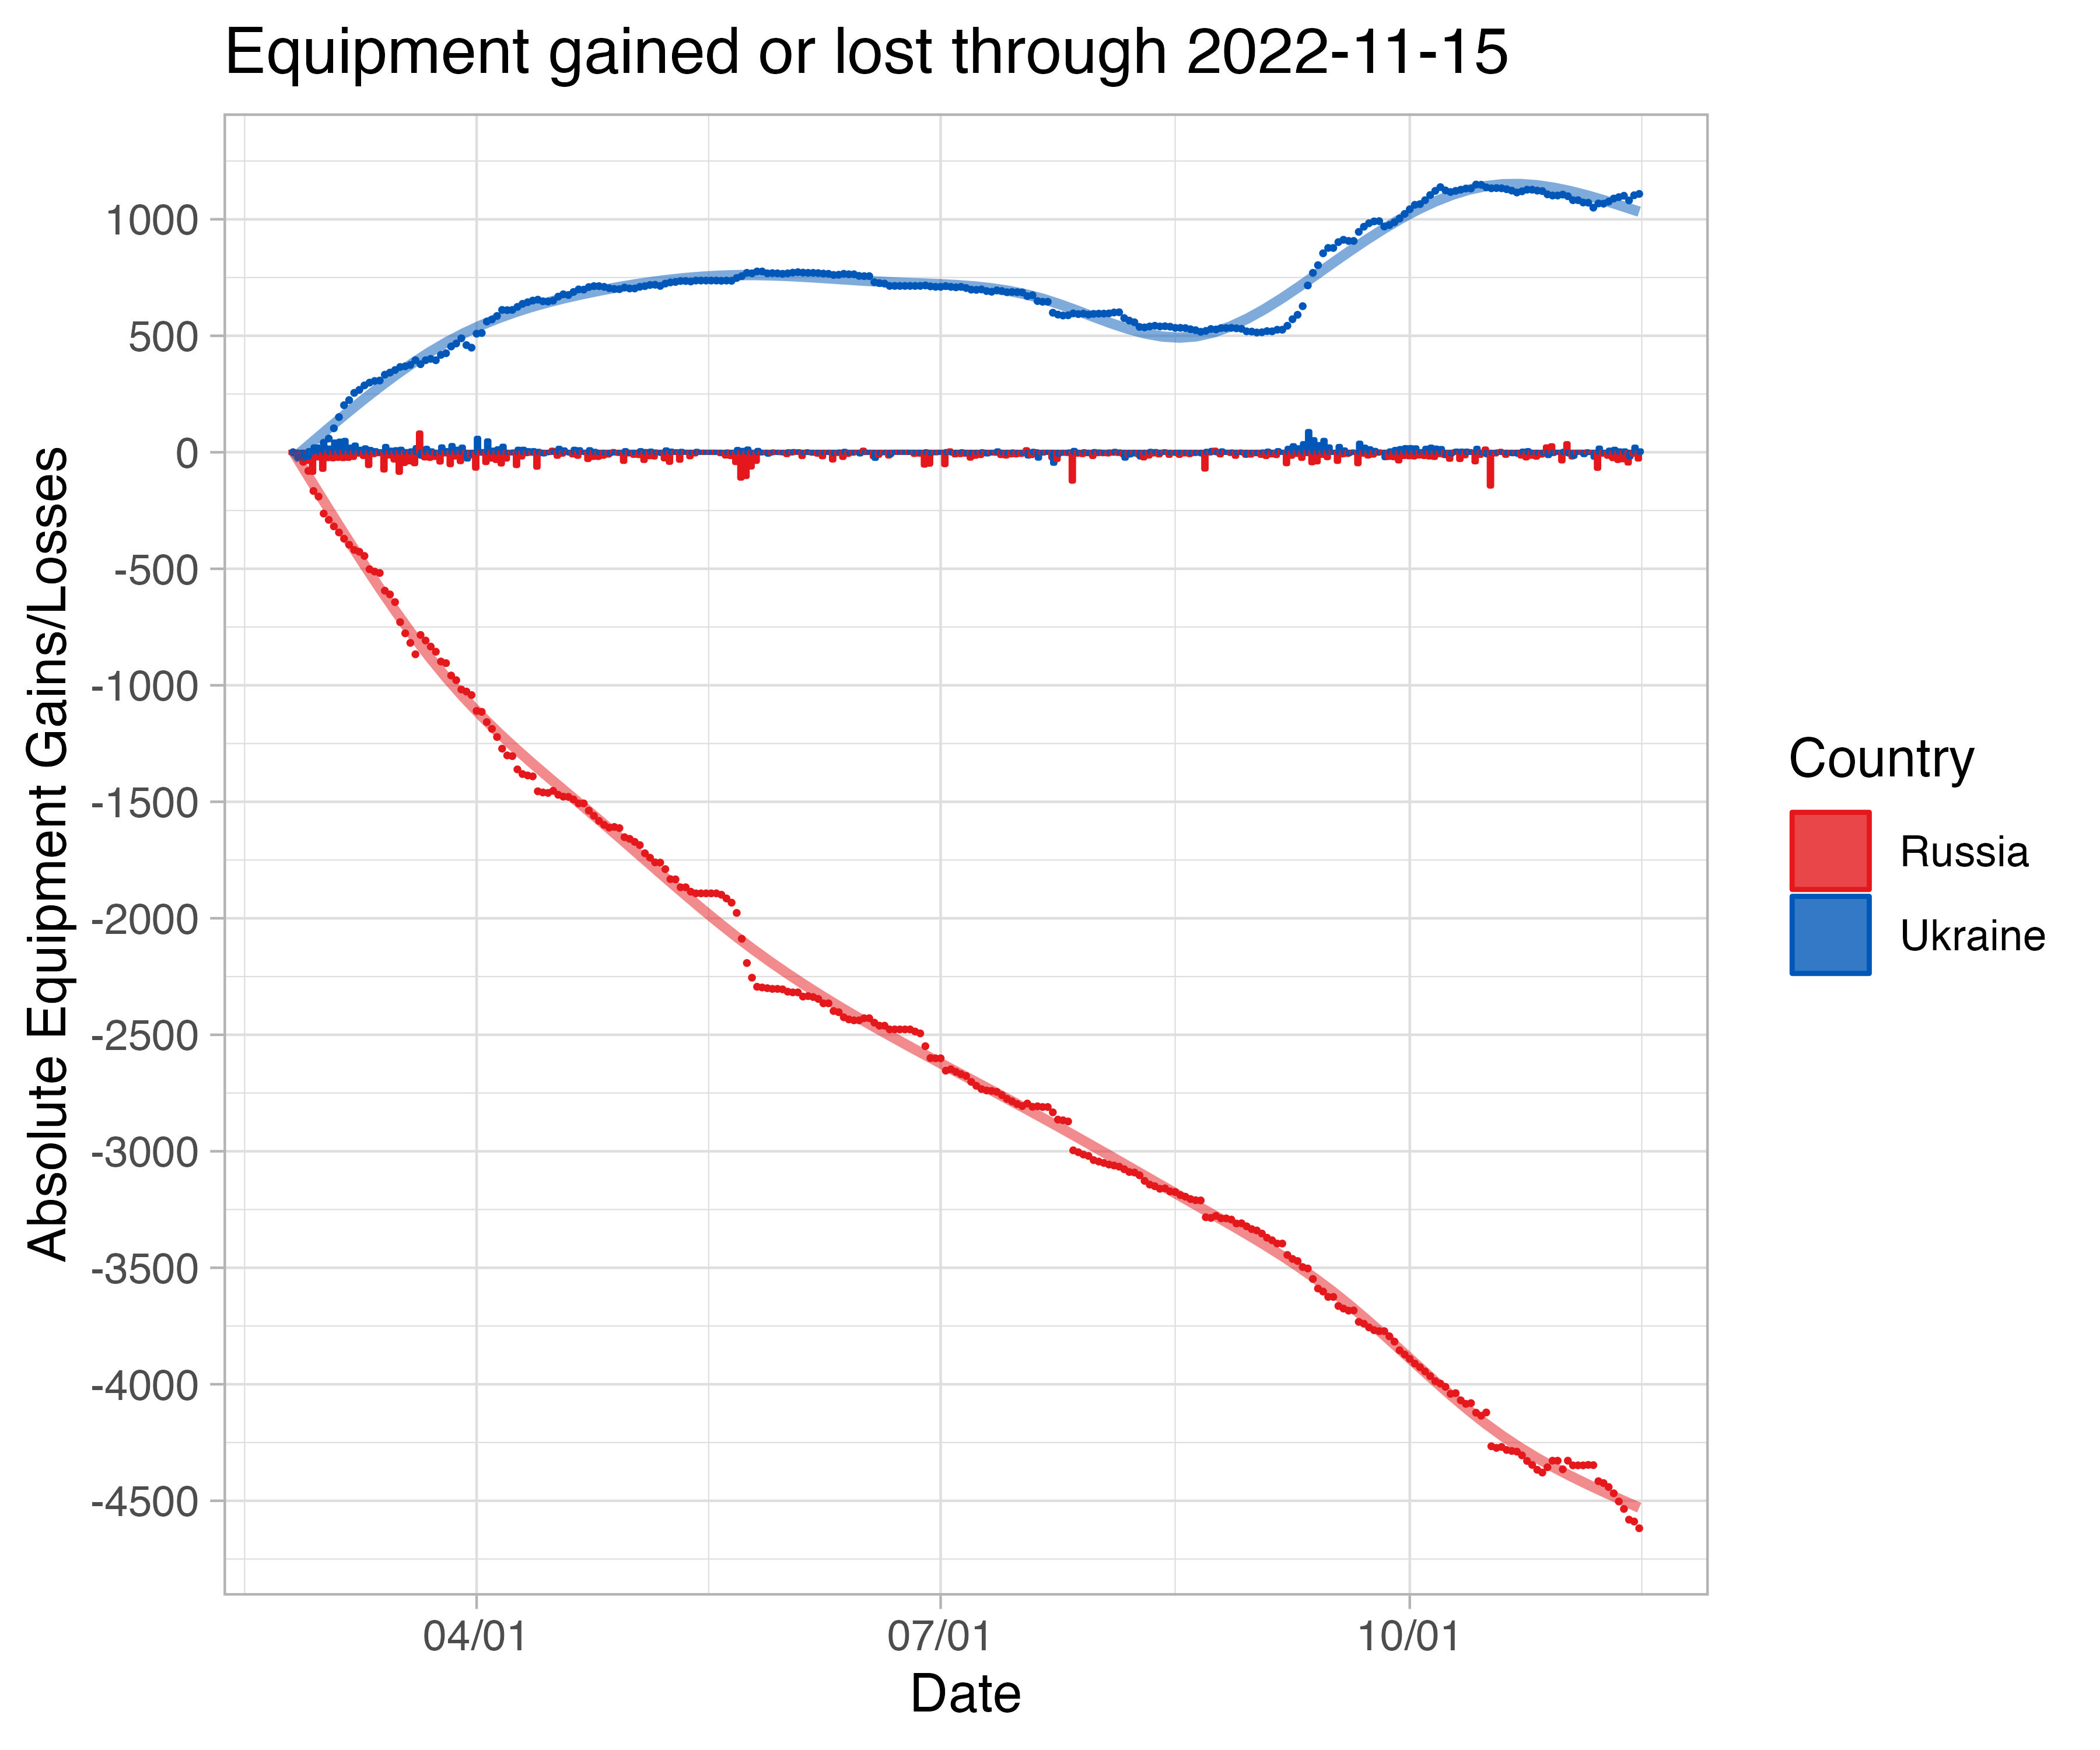 Equipment gained or lost through 2022-11-15
Absolute Equipment Gains/Losses
1000
500
0
-500
-1000
-1500
-2000
-2500
-3000
-3500
-4000
-4500
04/01
07/01
10/01
Date
Country
Russia
Ukraine